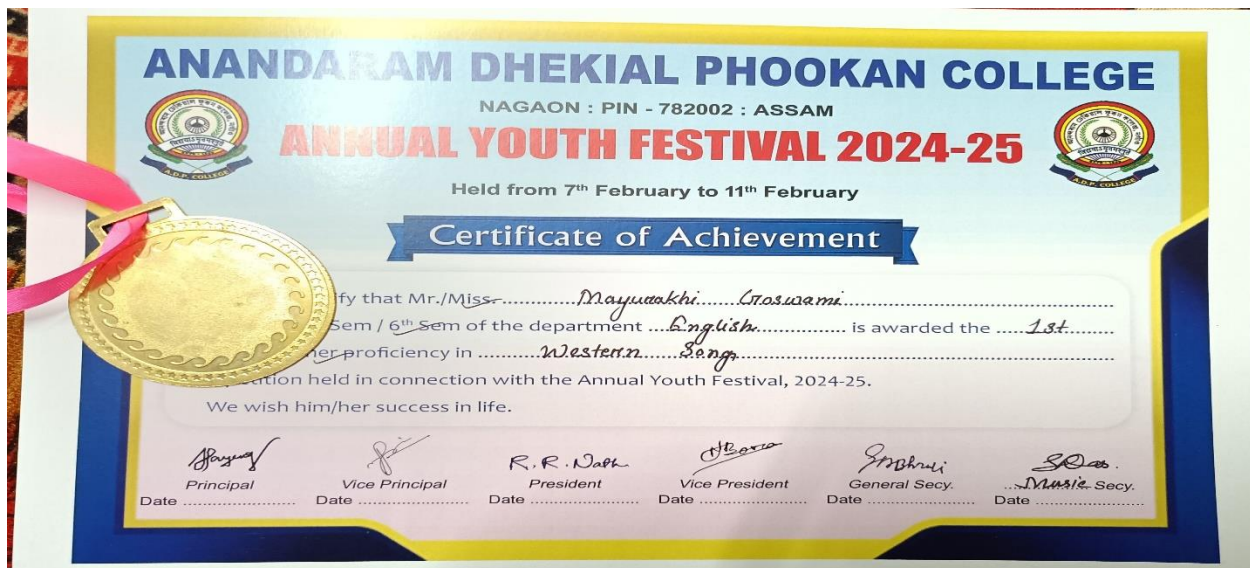 ANANDARAM DHEKIAL PHOOKAN COLLEGE
NAGAON : PIN - 782002 : ASSAM
ANNUAL YOUTH FESTIVAL 2024-25
A.D.P. COLLEGE
A.D.P. COLLEGE
Held from 7th February to 11th February
Certificate of Achievement
fy that Mr./Miss. Mayurakhi Goswami
Sem / 6th Sem of the department English is awarded the 1st
her proficiency in Western Song
tition held in connection with the Annual Youth Festival, 2024-25.
We wish him/her success in life.
R. R. Nath
Principal Vice Principal President Vice President General Secy. Music Secy.
Date Date Date Date Date Date